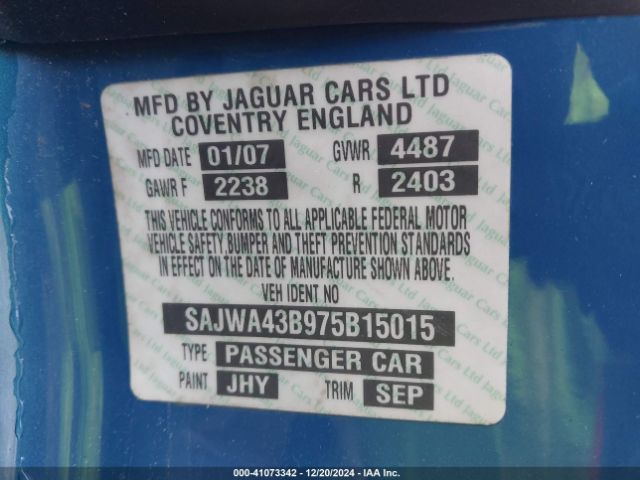 MFD BY JAGUAR CARS LTD
COVENTRY ENGLAND
MFD DATE 01/07 GVWR 4487
GAWR F 2238 R 2403
THIS VEHICLE CONFORMS TO ALL APPLICABLE FEDERAL MOTOR
VEHICLE SAFETY BUMPER AND THEFT PREVENTION STANDARDS
IN EFFECT ON THE DATE OF MANUFACTURE SHOWN ABOVE.
VEH IDENT NO
SAJWA43B975B15015
TYPE PASSENGER CAR
PAINT JHY TRIM SEP
000-41073342 - 12/20/2024 - IAA Inc.